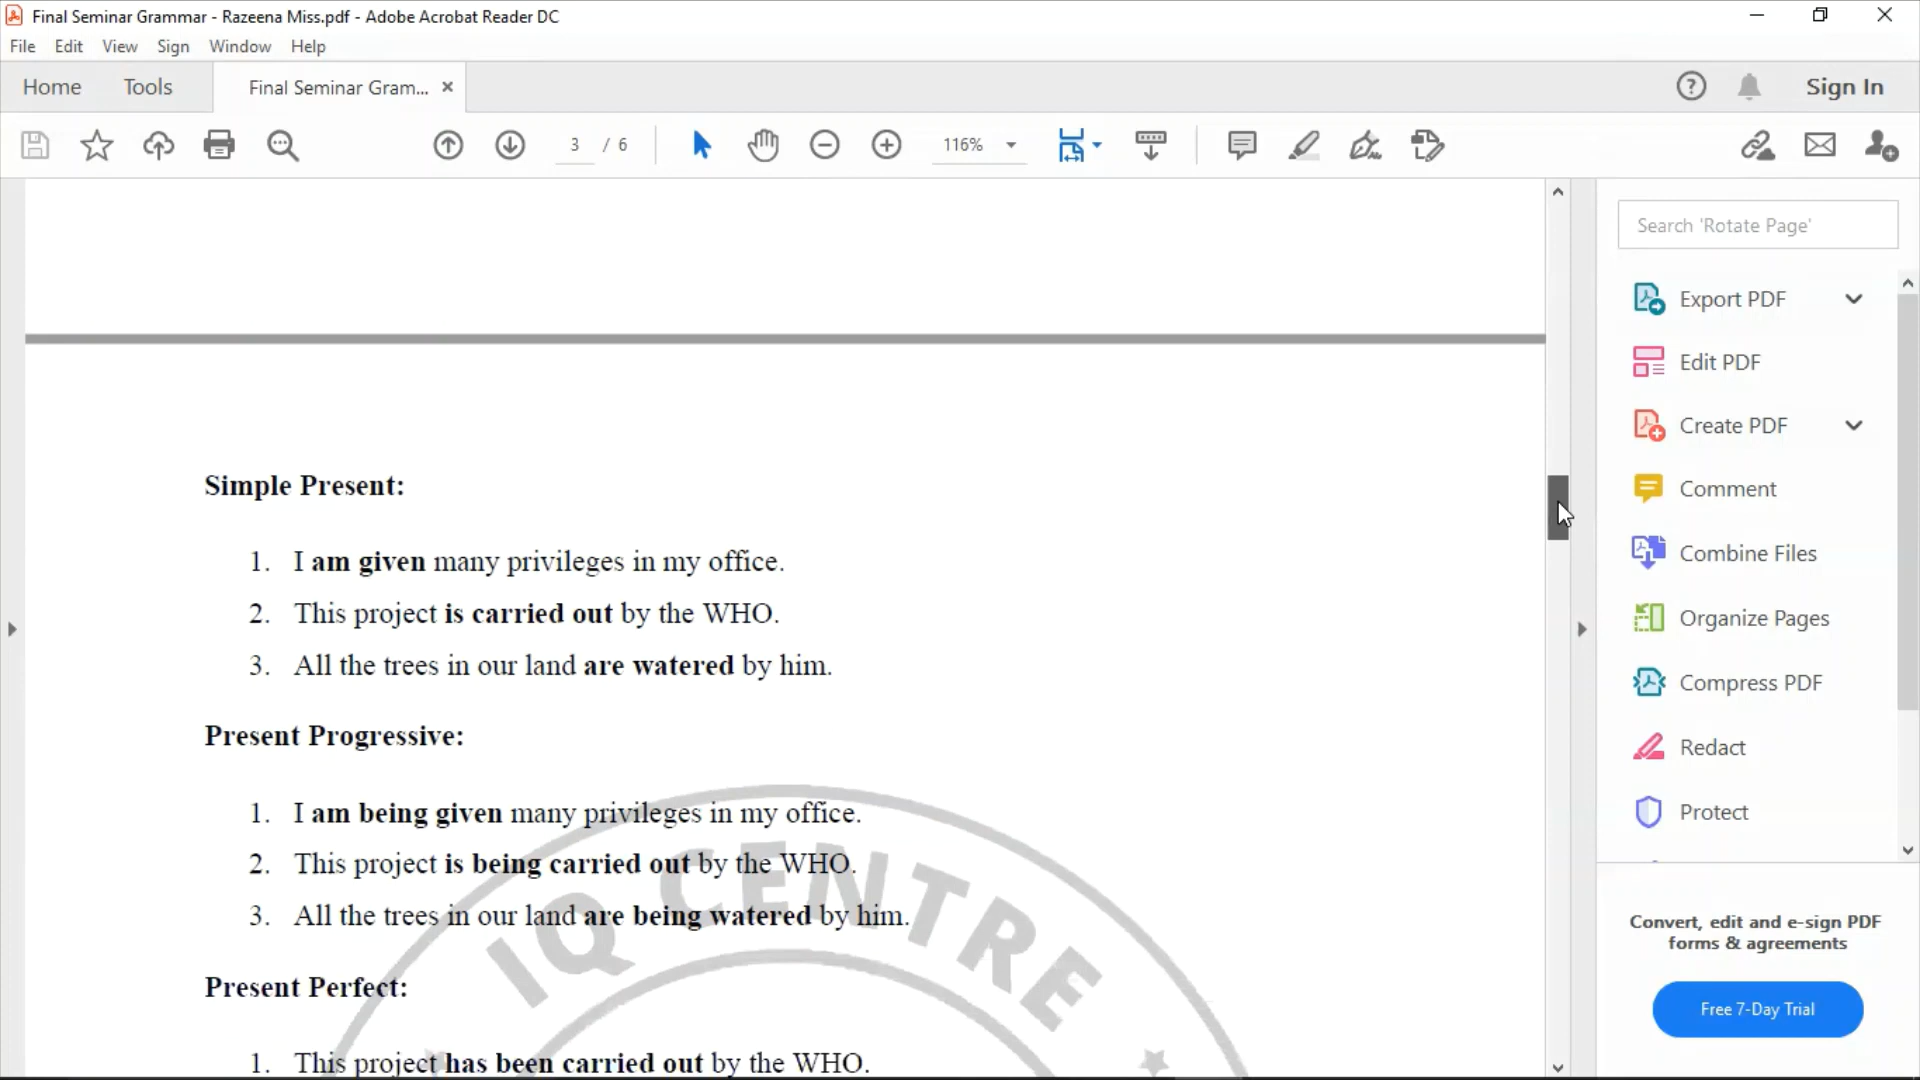 Final Seminar Grammar - Razeena Miss.pdf - Adobe Acrobat Reader DC
File Edit View Sign Window Help
Home Tools Final Seminar Gram... Sign In
3 / 6 116%
Search 'Rotate Page'
Export PDF
Edit PDF
Create PDF
Comment
Combine Files
Organize Pages
Compress PDF
Redact
Protect
Convert, edit and e-sign PDF
forms & agreements
Free 7-Day Trial
Simple Present:
1. I am given many privileges in my office.
2. This project is carried out by the WHO.
3. All the trees in our land are watered by him.
Present Progressive:
1. I am being given many privileges in my office.
2. This project is being carried out by the WHO.
3. All the trees in our land are being watered by him.
Present Perfect:
1. This project has been carried out by the WHO.
IQ CENTRE